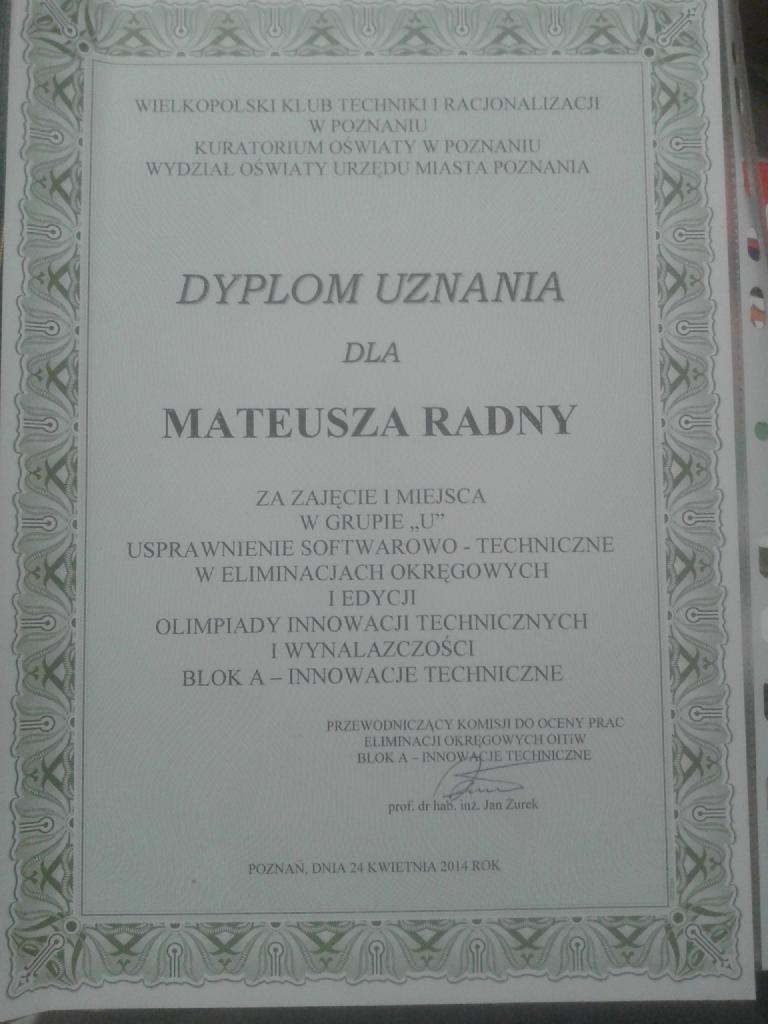 WIELKOPOLSKI KLUB TECHNIKI I RACJONALIZACJI
W POZNANIU
KURATORIUM OŚWIATY W POZNANIU
WYDZIAŁ OŚWIATY URZĘDU MIASTA POZNANIA
DYPLOM UZNANIA
DLA
MATEUSZA RADNY
ZA ZAJĘCIE I MIEJSCA
W GRUPIE „U”
USPRAWNIENIE SOFTWAROWO - TECHNICZNE
W ELIMINACJACH OKRĘGOWYCH
I EDYCJI
OLIMPIADY INNOWACJI TECHNICZNYCH
I WYNALAZCZOŚCI
BLOK A – INNOWACJE TECHNICZNE
PRZEWODNICZĄCY KOMISJI DO OCENY PRAC
ELIMINACJI OKRĘGOWYCH OITiW
BLOK A – INNOWACJE TECHNICZNE
prof. dr hab. inż. Jan Żurek
POZNAŃ, DNIA 24 KWIETNIA 2014 ROK